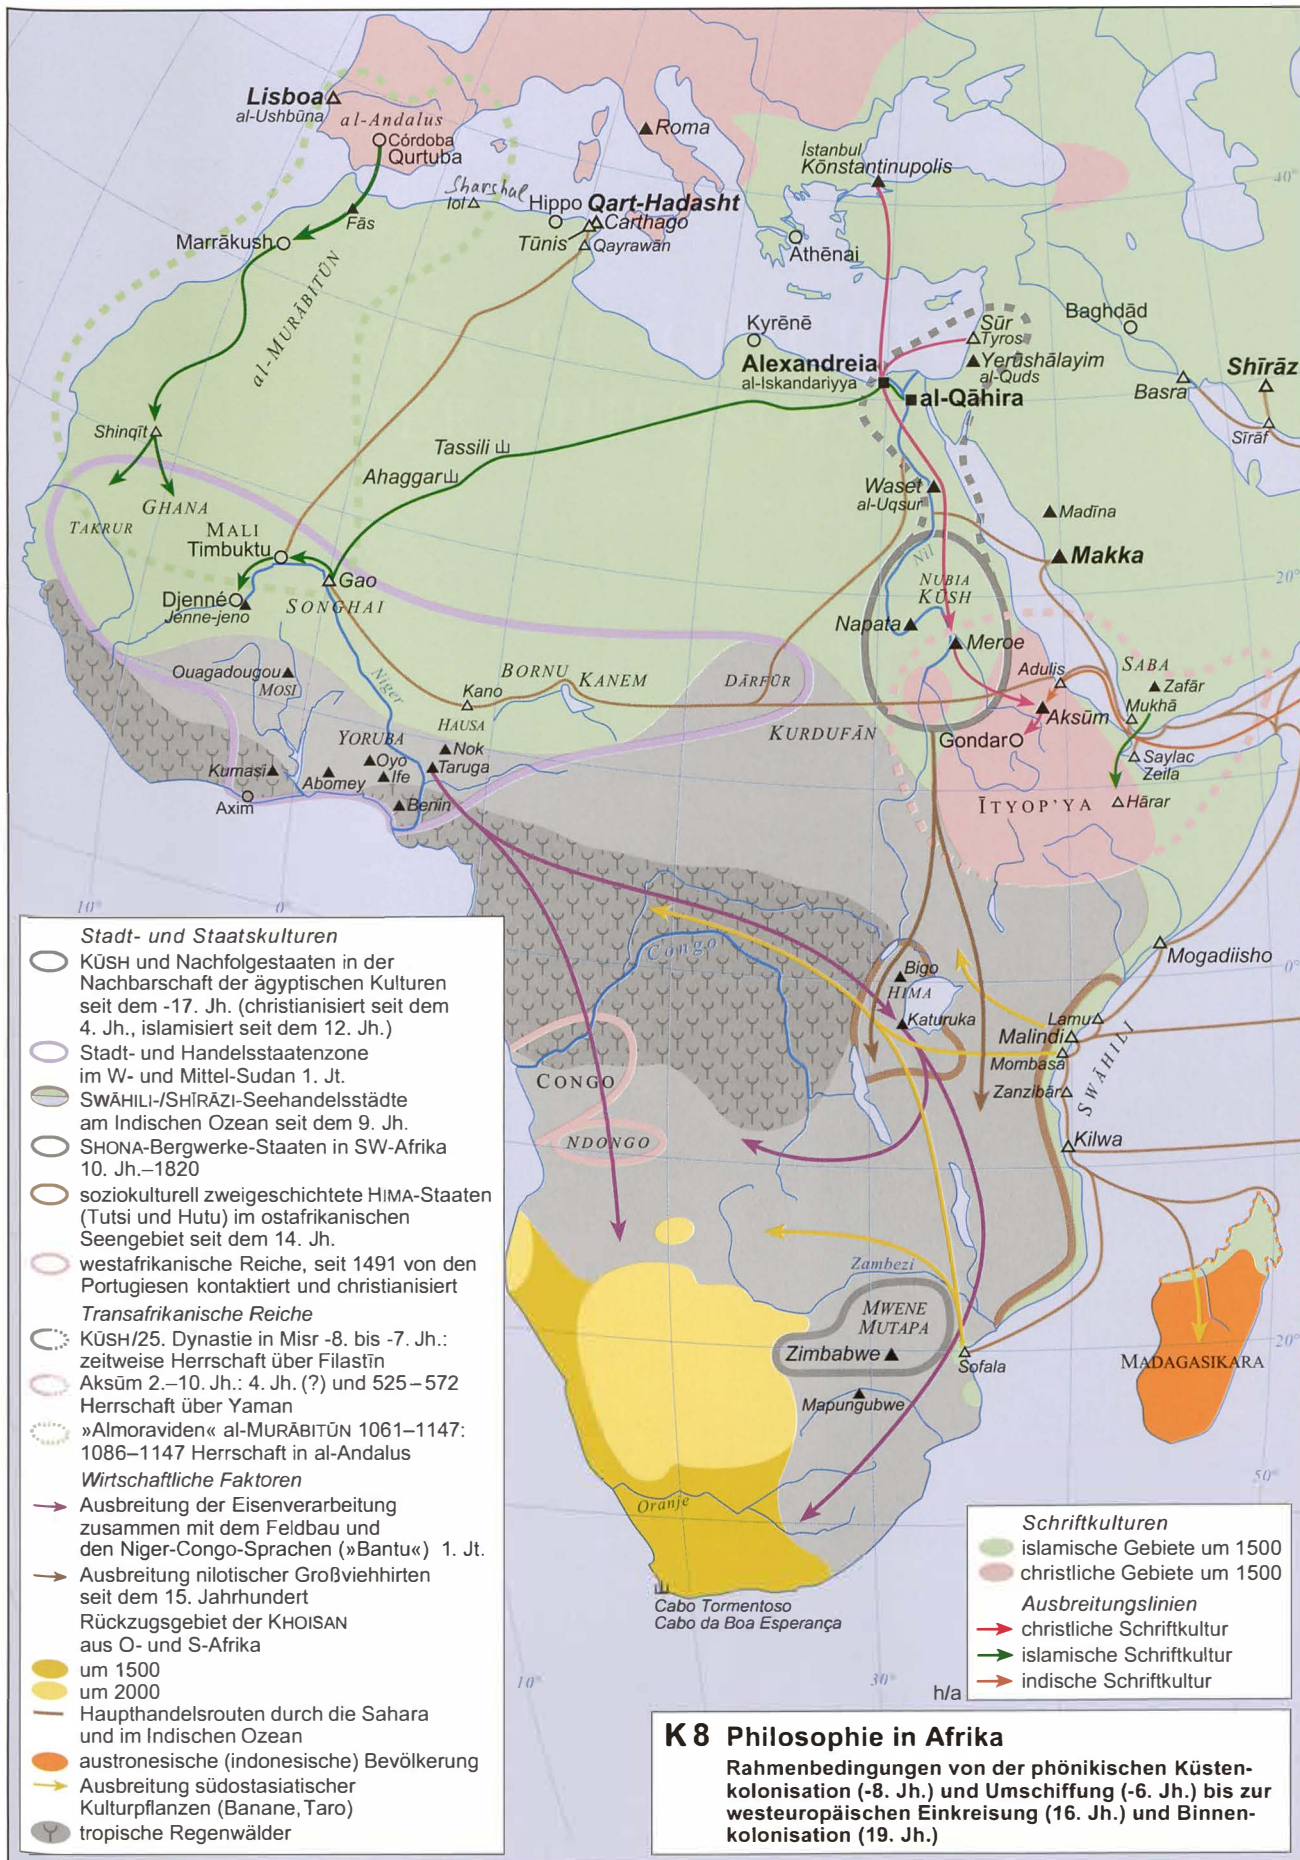 Lisboa
al-Ushbūna
al-Andalus
Córdoba
Qurtuba
Roma
İstanbul
Kōnstantinupolis
40°
Sharshal
Iol
Hippo
Qart-Hadasht
Carthago
Tūnis
Qayrawān
Fās
Marrākush
Athēnai
al-MURĀBITŪN
Kyrēnē
Sūr
Tyros
Baghdād
Alexandreia
al-Iskandariyya
Yerūshālayim
al-Quds
al-Qāhira
Basra
Shīrāz
Sīrāf
Shinqīt
Tassili
Ahaggar
GHANA
TAKRUR
MALI
Timbuktu
Waset
al-Uqsur
Madīna
Makka
Nil
20°
Gao
Djenné
Jenne-jeno
SONGHAI
NUBIA
KŪSH
Napata
Meroe
Ouagadougou
MOSI
Niger
BORNU
KANEM
DĀRFŪR
Kano
HAUSA
Adulis
SABA
Zafār
Mukhā
Aksūm
KURDUFĀN
Gondar
YORUBA
Nok
Oyo
Taruga
Ife
Kumasi
Abomey
Axim
Benin
Saylac
Zeila
ĪTYOP'YA
Hārar
10°
0°
Congo
Bigo
HIMA
Katuruka
Mogadiisho
0°
Lamu
Malindi
Mombasa
Zanzibār
SWĀHILI
CONGO
NDONGO
Kilwa
Zambezi
MWENE
MUTAPA
Zimbabwe
Sofala
Mapungubwe
MADAGASIKARA
20°
Oranje
50°
Cabo Tormentoso
Cabo da Boa Esperança
10°
30°
h/a
Stadt- und Staatskulturen
KŪSH und Nachfolgestaaten in der
Nachbarschaft der ägyptischen Kulturen
seit dem -17. Jh. (christianisiert seit dem
4. Jh., islamisiert seit dem 12. Jh.)
Stadt- und Handelsstaatenzone
im W- und Mittel-Sudan 1. Jt.
SWĀHILI-/SHĪRĀZI-Seehandelsstädte
am Indischen Ozean seit dem 9. Jh.
SHONA-Bergwerke-Staaten in SW-Afrika
10. Jh.–1820
soziokulturell zweigeschichtete HIMA-Staaten
(Tutsi und Hutu) im ostafrikanischen
Seengebiet seit dem 14. Jh.
westafrikanische Reiche, seit 1491 von den
Portugiesen kontaktiert und christianisiert
Transafrikanische Reiche
KŪSH/25. Dynastie in Misr -8. bis -7. Jh.:
zeitweise Herrschaft über Filastīn
Aksūm 2.–10. Jh.: 4. Jh. (?) und 525–572
Herrschaft über Yaman
»Almoraviden« al-MURĀBITŪN 1061–1147:
1086–1147 Herrschaft in al-Andalus
Wirtschaftliche Faktoren
Ausbreitung der Eisenverarbeitung
zusammen mit dem Feldbau und
den Niger-Congo-Sprachen (»Bantu«) 1. Jt.
Ausbreitung nilotischer Großviehhirten
seit dem 15. Jahrhundert
Rückzugsgebiet der KHOISAN
aus O- und S-Afrika
um 1500
um 2000
Haupthandelsrouten durch die Sahara
und im Indischen Ozean
austronesische (indonesische) Bevölkerung
Ausbreitung südostasiatischer
Kulturpflanzen (Banane, Taro)
tropische Regenwälder
Schriftkulturen
islamische Gebiete um 1500
christliche Gebiete um 1500
Ausbreitungslinien
christliche Schriftkultur
islamische Schriftkultur
indische Schriftkultur
K 8 Philosophie in Afrika
Rahmenbedingungen von der phönikischen Küsten-
kolonisation (-8. Jh.) und Umschiffung (-6. Jh.) bis zur
westeuropäischen Einkreisung (16. Jh.) und Binnen-
kolonisation (19. Jh.)